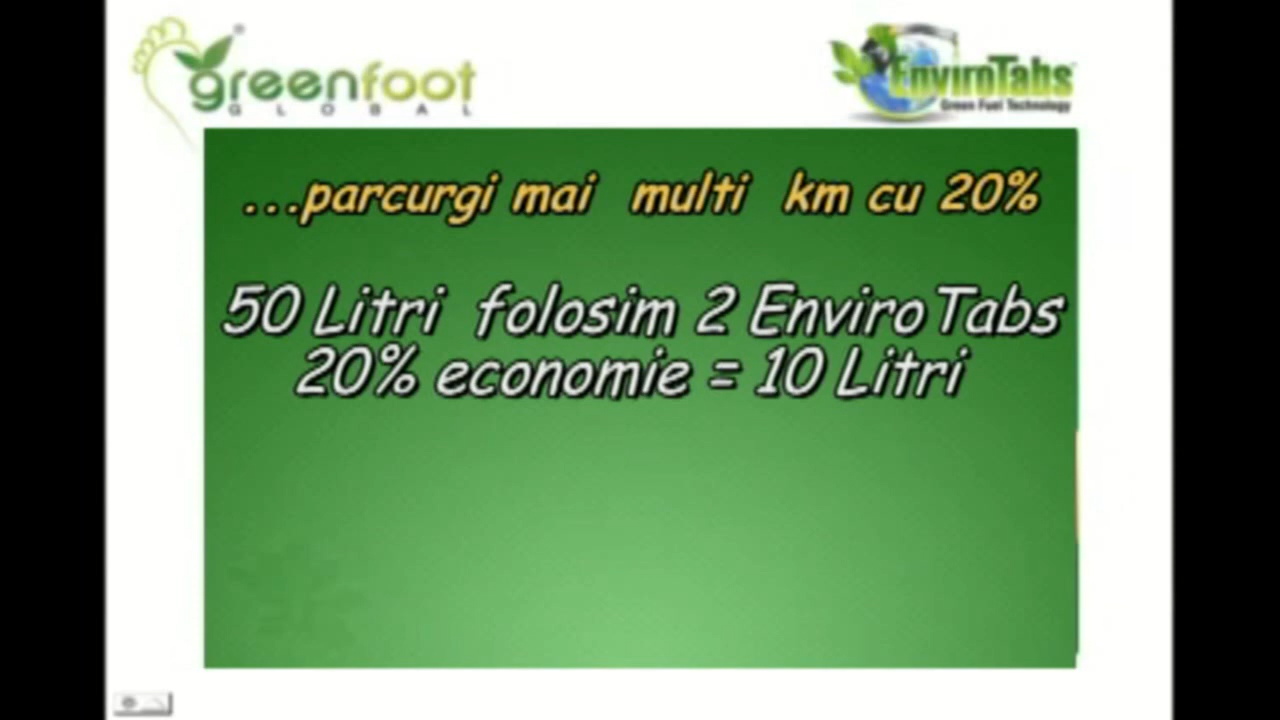 greenfoot
GLOBAL
EnviroTabs
Green Fuel Technology
...parcurgi mai multi km cu 20%
50 Litri folosim 2 EnviroTabs
20% economie = 10 Litri